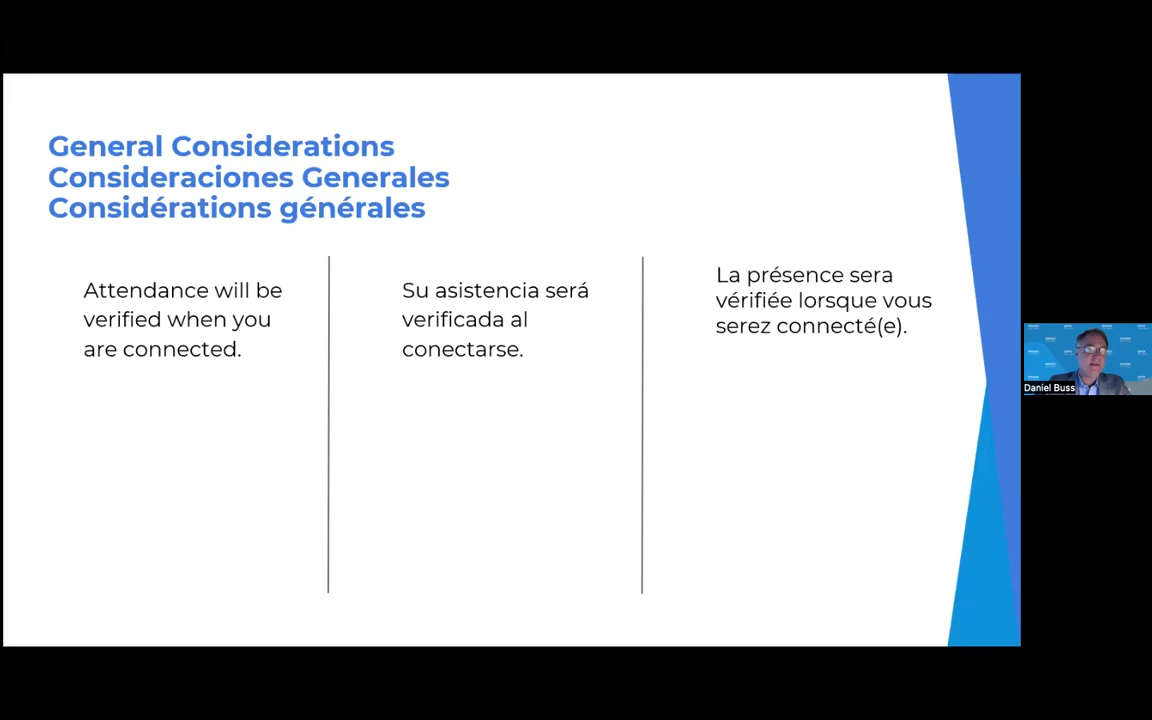 General Considerations
Consideraciones Generales
Considérations générales
Attendance will be
verified when you
are connected.
Su asistencia será
verificada al
conectarse.
La présence sera
vérifiée lorsque vous
serez connecté(e).
Daniel Buss